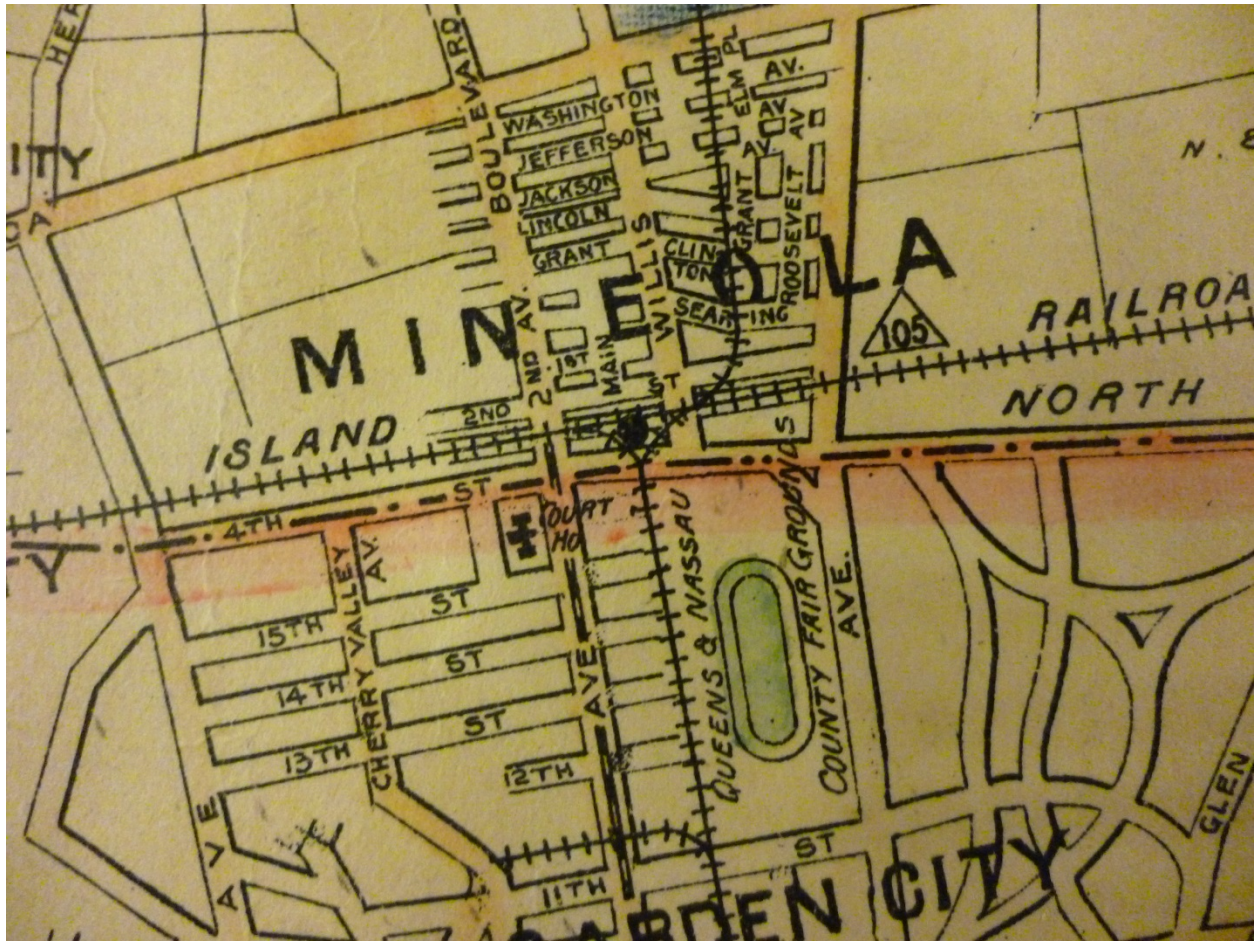 HE
BOULEVARD
PL
ELM
AV.
WASHINGTON
AV
JEFFERSON
AV.
AV
ITY
N.
JACKSON
LINCOLN
GRANT
WILLIS
CLIN
TON
GRANT
ROOSEVELT
MINEOLA
SEARING
105
RAILROA
2ND AV.
1ST
MAIN
ST
2ND
ISLAND
NORTH
4TH
ST
COURT
HO
QUEENS & NASSAU
COUNTY FAIR GROUNDS
AVE.
CHERRY VALLEY
AV.
15TH
ST
14TH
ST
13TH
ST
12TH
AVE
AVE
11TH
ST
GLEN
GARDEN CITY